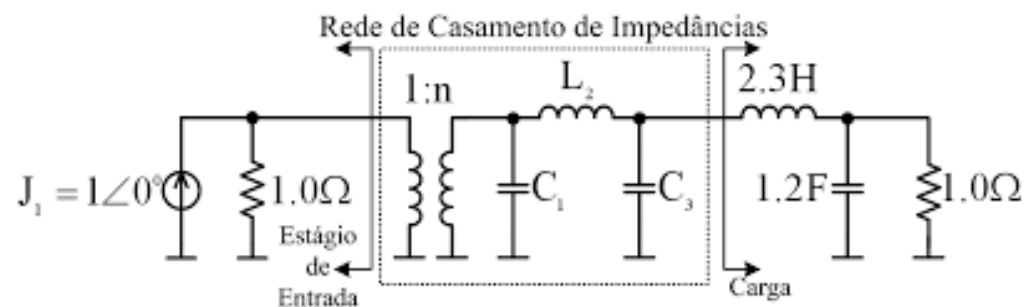 Rede de Casamento de Impedâncias
1:n
L₂
2.3H
J₁ = 1∠0°
1.0Ω
C₁
C₃
1.2F
1.0Ω
Estágio
de
Entrada
Carga